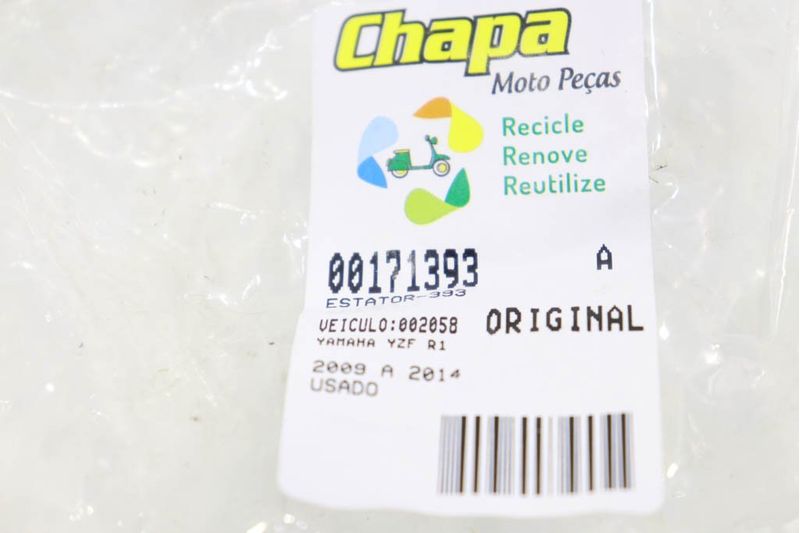 Chapa
Moto Peças
Recicle
Renove
Reutilize
00171393 A
ESTATOR-393
VEICULO:002058 ORIGINAL
YAMAHA YZF R1
2009 A 2014
USADO